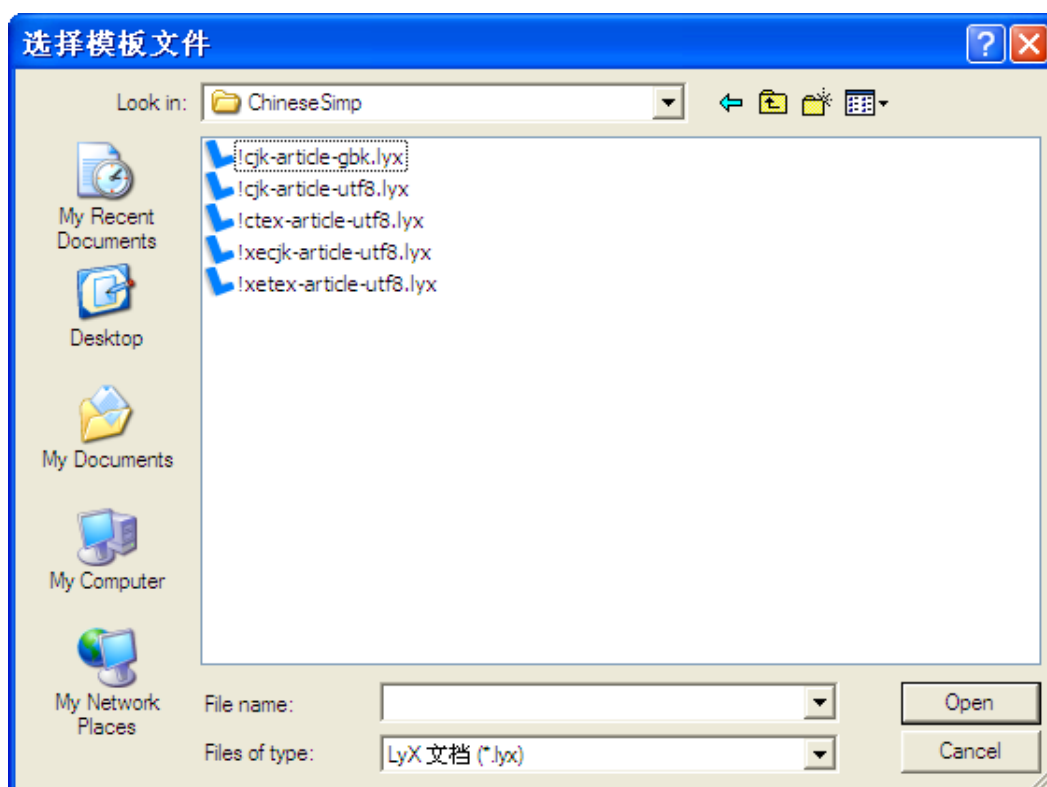 选择模板文件
Look in: ChineseSimp
!cjk-article-gbk.lyx
!cjk-article-utf8.lyx
!ctex-article-utf8.lyx
!xecjk-article-utf8.lyx
!xetex-article-utf8.lyx
My Recent
Documents
Desktop
My Documents
My Computer
My Network
Places
File name:
Open
Files of type: LyX 文档 (*.lyx)
Cancel